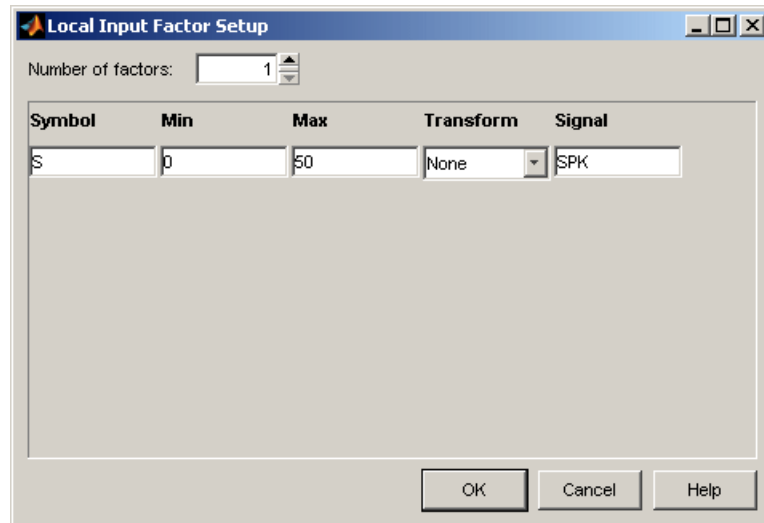 Local Input Factor Setup
Number of factors: 1
Symbol Min Max Transform Signal
S 0 50 None SPK
OK Cancel Help